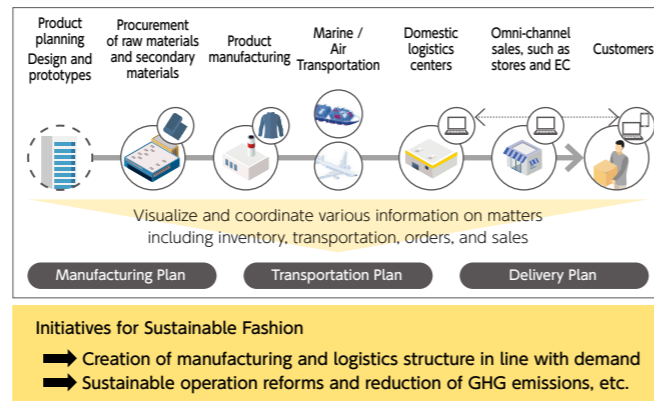 Product
planning
Design and
prototypes
Procurement
of raw materials
and secondary
materials
Product
manufacturing
Marine /
Air
Transportation
Domestic
logistics
centers
Omni-channel
sales, such as
stores and EC
Customers
Visualize and coordinate various information on matters
including inventory, transportation, orders, and sales
Manufacturing Plan
Transportation Plan
Delivery Plan
Initiatives for Sustainable Fashion
Creation of manufacturing and logistics structure in line with demand
Sustainable operation reforms and reduction of GHG emissions, etc.